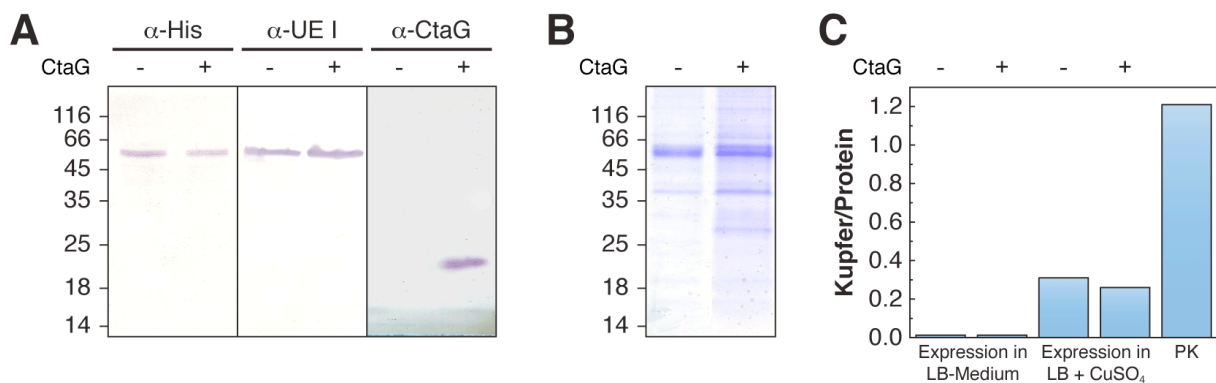 A
α-His
α-UE I
α-CtaG
CtaG
- + - + - +
116
66
45
35
25
18
14
B
CtaG
- +
116
66
45
35
25
18
14
C
CtaG
- + - +
Kupfer/Protein
1.2
1.0
0.8
0.6
0.4
0.2
0.0
Expression in
LB-Medium
Expression in
LB + CuSO₄
PK